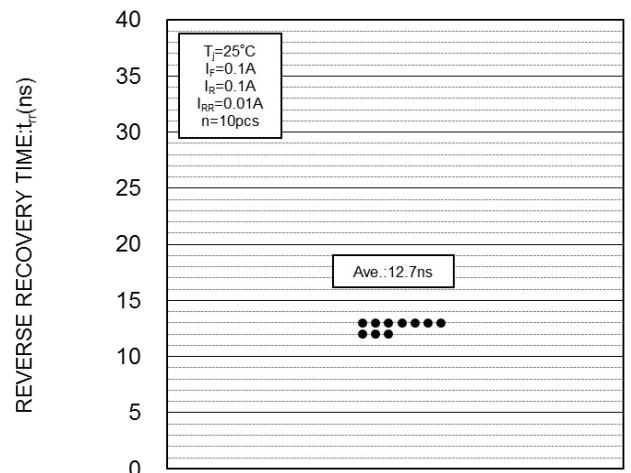 REVERSE RECOVERY TIME:trr(ns)
40
35
30
25
20
15
10
5
0
Tj=25°C
IF=0.1A
IR=0.1A
IRR=0.01A
n=10pcs
Ave.:12.7ns